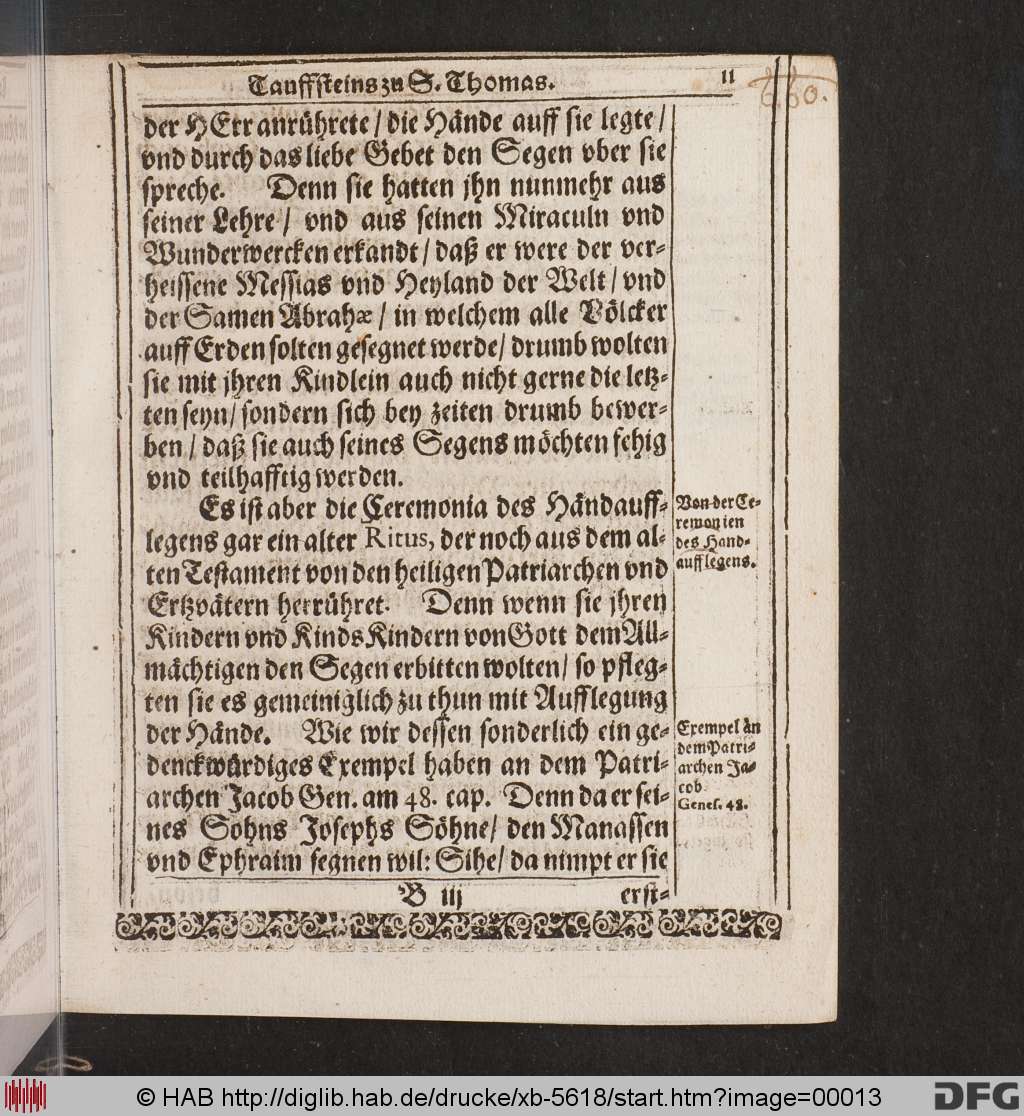 Tauffsteins zu S. Thomas. 11
660.
der HErr anrührete / die Hände auff sie legte /
vnd durch das liebe Gebet den Segen vber sie
spreche. Denn sie hatten jhn nunmehr aus
seiner Lehre / vnd aus seinen Miraculn vnd
Wunderwercken erkandt / daß er were der ver-
heissene Messias vnd Heyland der Welt / vnd
der Samen Abrahæ / in welchem alle Völcker
auff Erden solten gesegnet werde / drumb wolten
sie mit jhren Kindlein auch nicht gerne die letz-
ten seyn / sondern sich bey zeiten drumb bewer-
ben / daß sie auch seines Segens möchten fehig
vnd teilhafftig werden.
Es ist aber die Ceremonia des Händauff-
legens gar ein alter Ritus, der noch aus dem al-
ten Testament von den heiligen Patriarchen vnd
Ertzvätern herrühret. Denn wenn sie jhren
Kindern vnd Kinds Kindern von Gott dem All-
mächtigen den Segen erbitten wolten / so pfleg-
ten sie es gemeiniglich zu thun mit Aufflegung
der Hände. Wie wir dessen sonderlich ein ge-
denckwürdiges Exempel haben an dem Patri-
archen Jacob Gen. am 48. cap. Denn da er sei-
nes Sohns Josephs Söhne / den Manassen
vnd Ephraim segnen wil: Sihe / da nimpt er sie
Von der Ce-
remonien
des Hand-
aufflegens.
Exempel an
dem Patri-
archen Ja-
cob
Genes. 48.
B iij erst-
© HAB http://diglib.hab.de/drucke/xb-5618/start.htm?image=00013
DFG